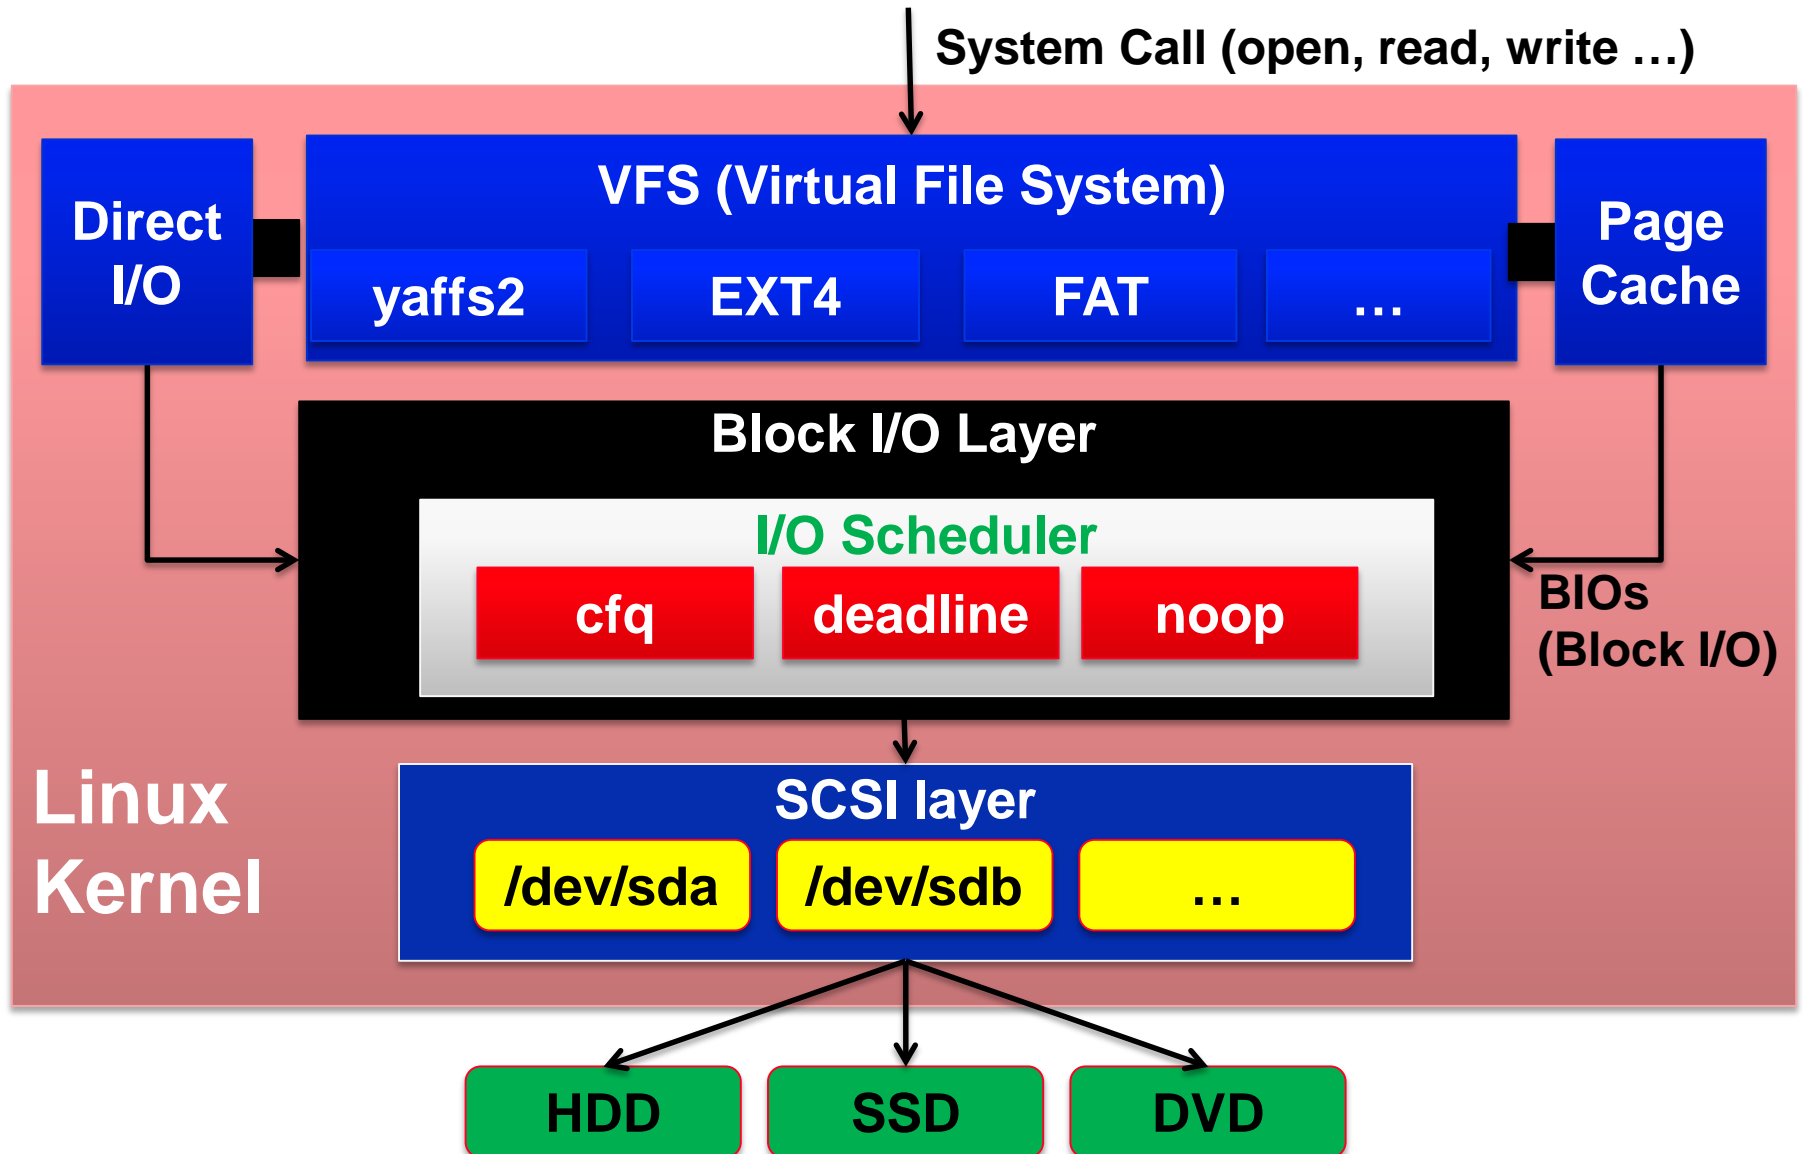 System Call (open, read, write …)
Direct
I/O
VFS (Virtual File System)
yaffs2
EXT4
FAT
…
Page
Cache
Block I/O Layer
I/O Scheduler
cfq
deadline
noop
BIOs
(Block I/O)
Linux
Kernel
SCSI layer
/dev/sda
/dev/sdb
…
HDD
SSD
DVD